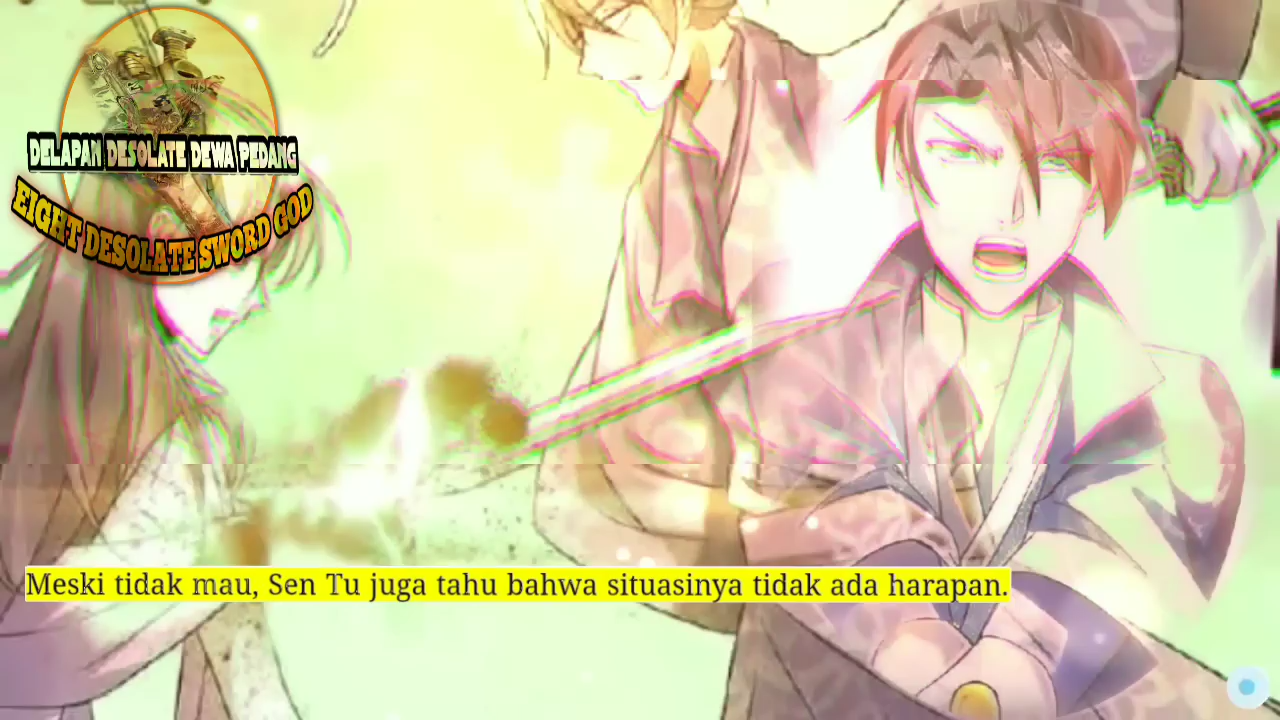 DELAPAN DESOLATE DEWA PEDANG
EIGHT DESOLATE SWORD GOD
Meski tidak mau, Sen Tu juga tahu bahwa situasinya tidak ada harapan.